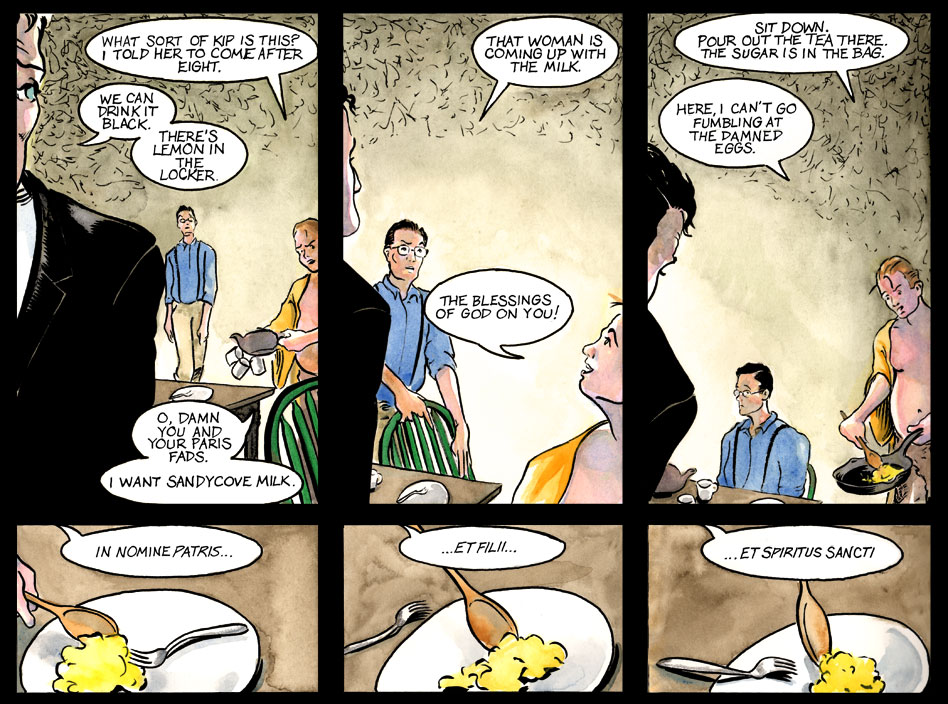 WHAT SORT OF KIP IS THIS?
I TOLD HER TO COME AFTER
EIGHT.
WE CAN
DRINK IT
BLACK.
THERE'S
LEMON IN
THE
LOCKER.
O, DAMN
YOU AND
YOUR PARIS
FADS.
I WANT SANDYCOVE MILK.
THAT WOMAN IS
COMING UP WITH
THE MILK.
THE BLESSINGS
OF GOD ON YOU!
SIT DOWN.
POUR OUT THE TEA THERE.
THE SUGAR IS IN THE BAG.
HERE, I CAN'T GO
FUMBLING AT
THE DAMNED
EGGS.
IN NOMINE PATRIS...
...ET FILII...
...ET SPIRITUS SANCTI